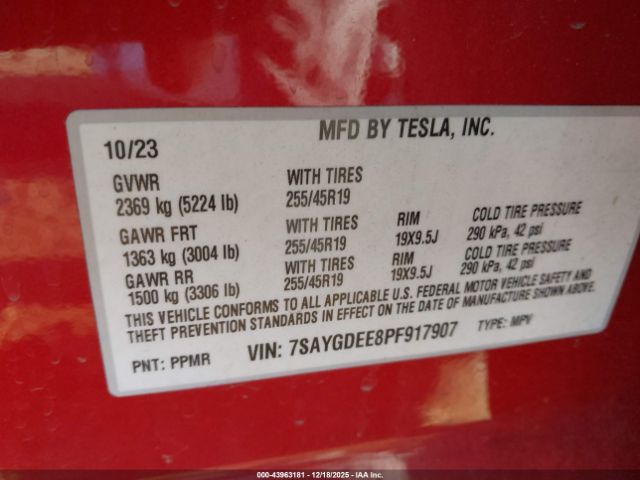 MFD BY TESLA, INC.
10/23
GVWR WITH TIRES
2369 kg (5224 lb) 255/45R19
GAWR FRT WITH TIRES RIM COLD TIRE PRESSURE
1363 kg (3004 lb) 255/45R19 19X9.5J 290 kPa, 42 psi
GAWR RR WITH TIRES RIM COLD TIRE PRESSURE
1500 kg (3306 lb) 255/45R19 19X9.5J 290 kPa, 42 psi
THIS VEHICLE CONFORMS TO ALL APPLICABLE U.S. FEDERAL MOTOR VEHICLE SAFETY AND
THEFT PREVENTION STANDARDS IN EFFECT ON THE DATE OF MANUFACTURE SHOWN ABOVE.
PNT: PPMR VIN: 7SAYGDEE8PF917907 TYPE: MPV
000-43963181 - 12/18/2025 - IAAI, Inc.